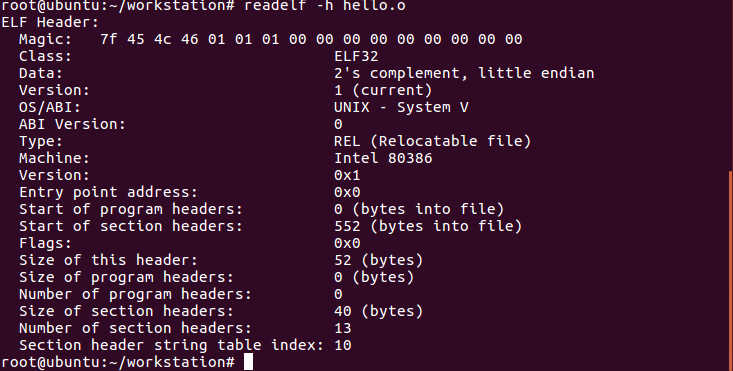 root@ubuntu:~/workstation# readelf -h hello.o
ELF Header:
  Magic:   7f 45 4c 46 01 01 01 00 00 00 00 00 00 00 00 00
  Class:                             ELF32
  Data:                              2's complement, little endian
  Version:                           1 (current)
  OS/ABI:                            UNIX - System V
  ABI Version:                       0
  Type:                              REL (Relocatable file)
  Machine:                           Intel 80386
  Version:                           0x1
  Entry point address:               0x0
  Start of program headers:          0 (bytes into file)
  Start of section headers:          552 (bytes into file)
  Flags:                             0x0
  Size of this header:               52 (bytes)
  Size of program headers:           0 (bytes)
  Number of program headers:         0
  Size of section headers:           40 (bytes)
  Number of section headers:         13
  Section header string table index: 10
root@ubuntu:~/workstation#